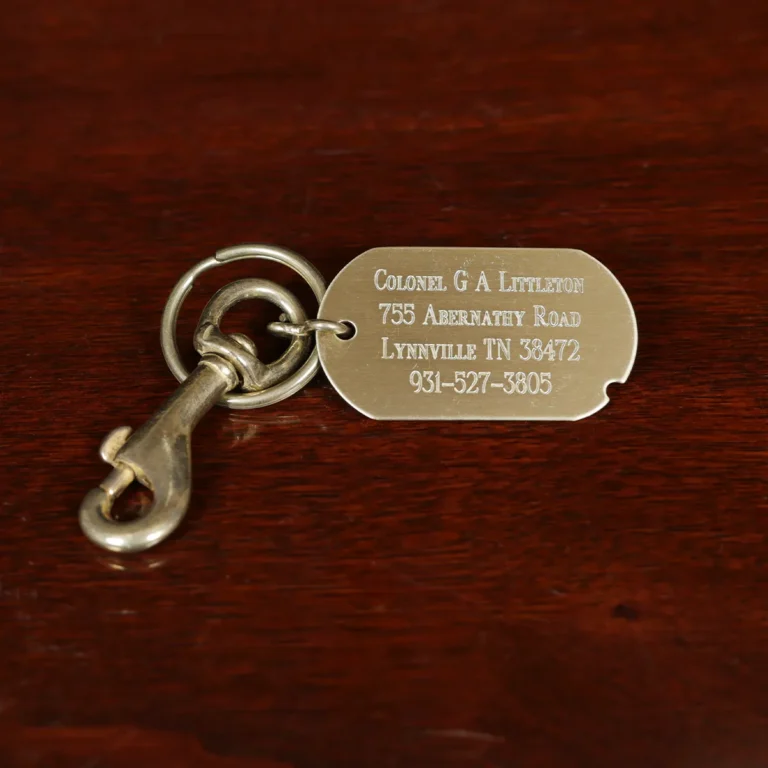 Colonel G A Littleton
755 Abernathy Road
Lynnville TN 38472
931-527-3805